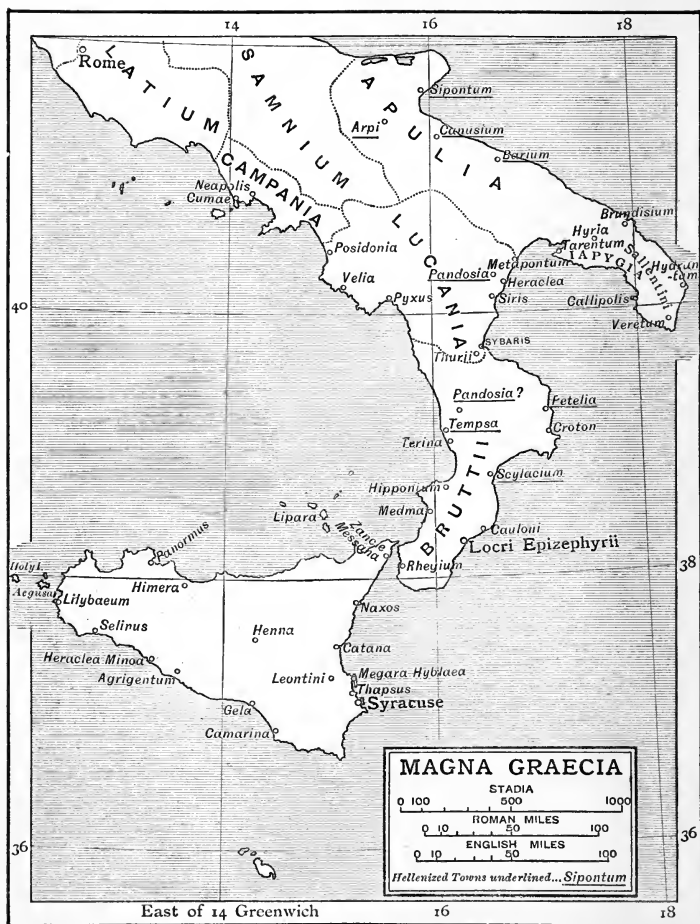 14
16
18
Rome
LATIUM
SAMNIUM
APULIA
Sipontum
Arpi
Canusium
Barium
CAMPANIA
Neapolis
Cumae
Brundisium
Hyria
Tarentum
IAPYGIA
Sallentini
Hydrun
-tum
LUCANIA
Posidonia
Metapontum
Pandosia
Heraclea
Velia
Siris
Pyxus
Callipolis
Veretum
40
SYBARIS
Thurii
Pandosia?
Petelia
Tempsa
Croton
Terina
BRUTTII
Scylacium
Hipponium
Medma
Lipara
Zancle
Messana
Cauloni
Locri Epizephyrii
Panormus
38
38
Rhegium
Aegusa
Himera
Lilybaeum
Naxos
Selinus
Henna
Catana
Heraclea Minoa
Agrigentum
Leontini
Megara Hyblaea
Thapsus
Syracuse
Gela
Camarina
MAGNA GRAECIA
STADIA
0 100 500 1000
ROMAN MILES
0 10 50 100
ENGLISH MILES
0 10 50 100
Hellenized Towns underlined... Sipontum
36
36
East of 14 Greenwich
16
18